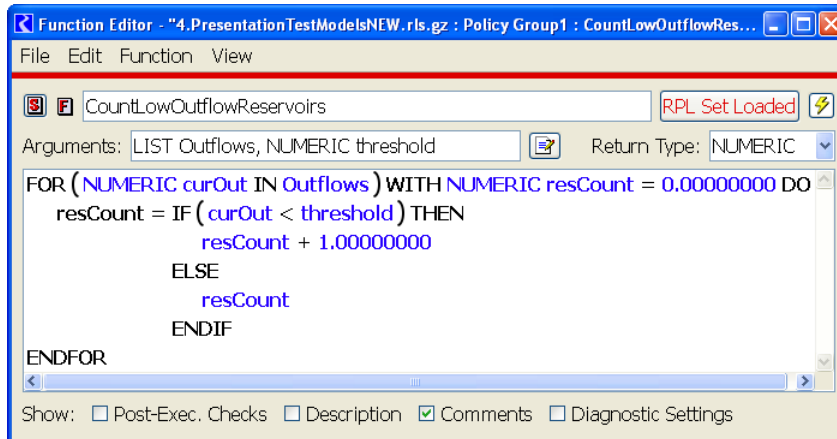 Function Editor - "4.PresentationTestModelsNEW.rls.gz : Policy Group1 : CountLowOutflowRes...
File Edit Function View
S F CountLowOutflowReservoirs RPL Set Loaded
Arguments: LIST Outflows, NUMERIC threshold Return Type: NUMERIC
FOR ( NUMERIC curOut IN Outflows ) WITH NUMERIC resCount = 0.00000000 DO
resCount = IF ( curOut < threshold ) THEN
resCount + 1.00000000
ELSE
resCount
ENDIF
ENDFOR
Show: Post-Exec. Checks Description Comments Diagnostic Settings